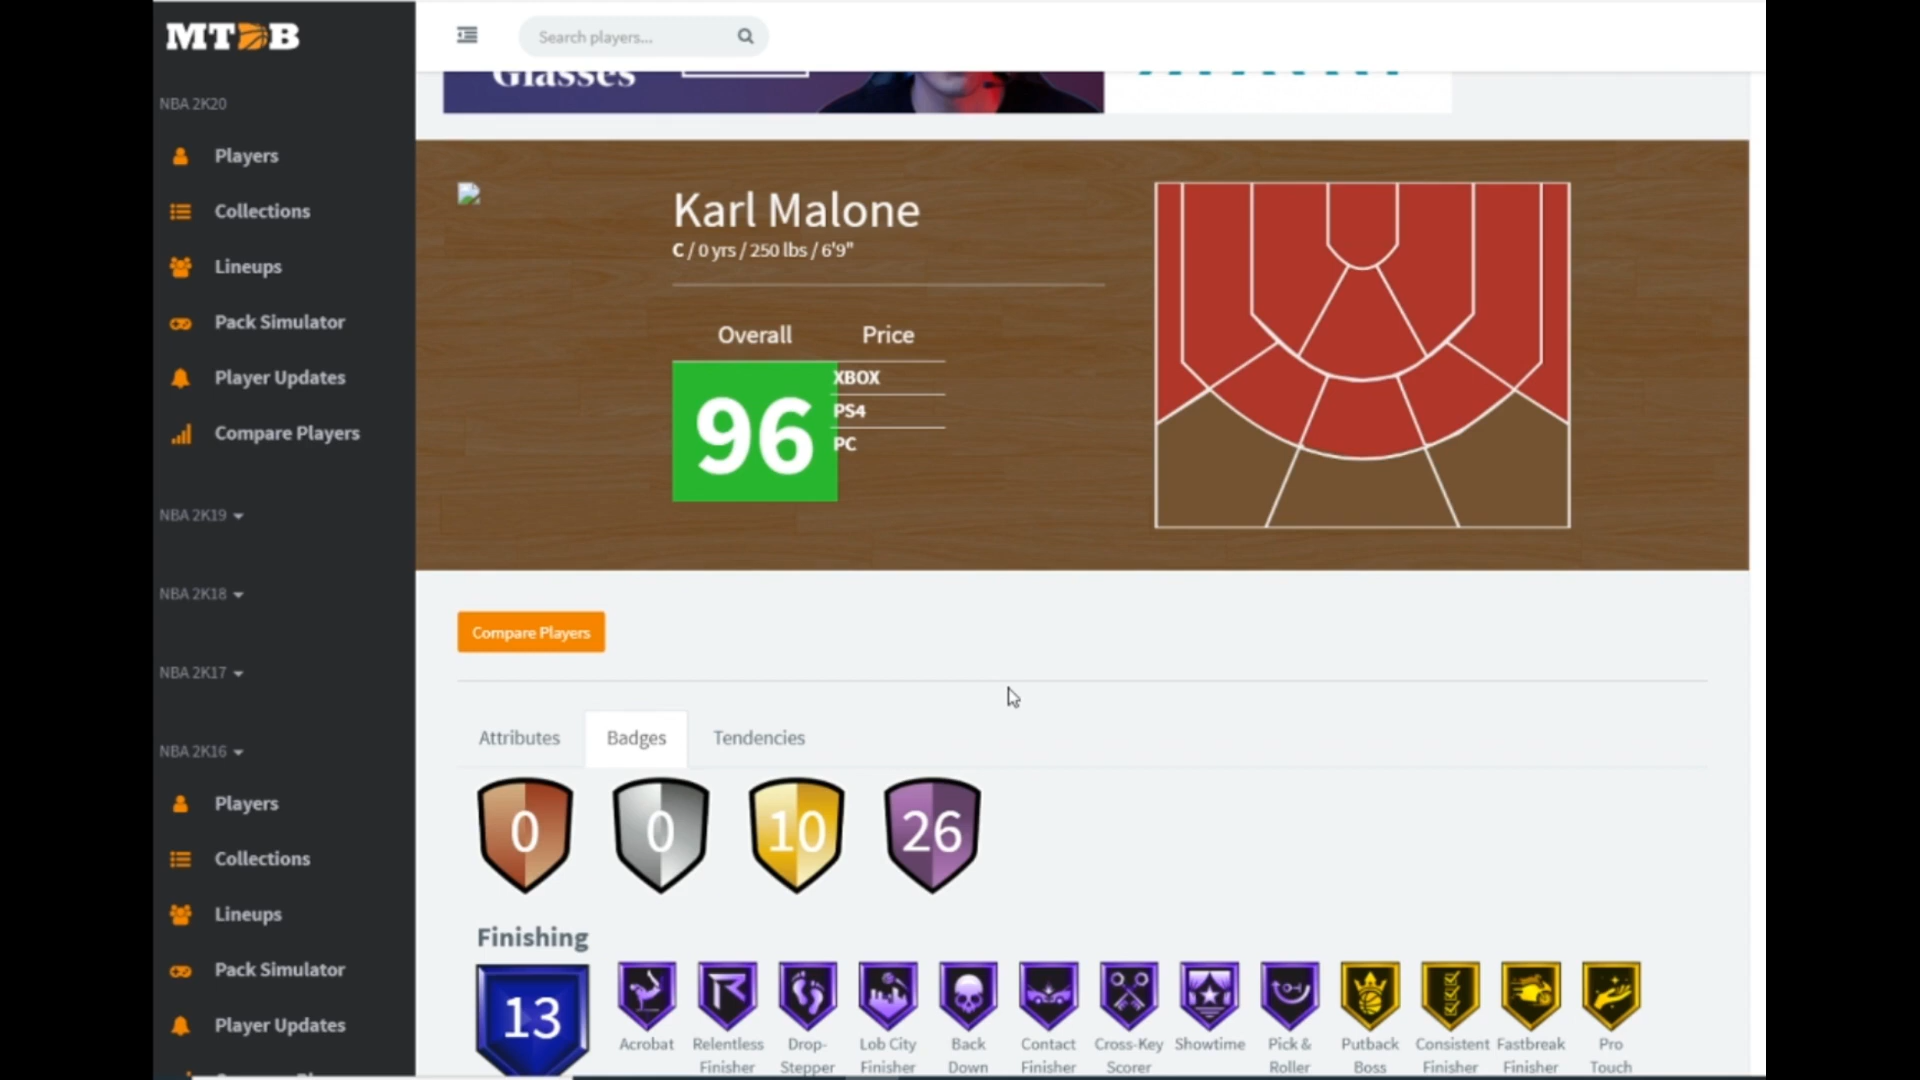 MTDB
Search players...
Glasses
NBA 2K20
Players
Collections
Lineups
Pack Simulator
Player Updates
Compare Players
NBA 2K19
NBA 2K18
NBA 2K17
NBA 2K16
Players
Collections
Lineups
Pack Simulator
Player Updates
Karl Malone
C / 0 yrs / 250 lbs / 6'9"
Overall Price
96
XBOX
PS4
PC
Compare Players
Attributes Badges Tendencies
0 0 10 26
Finishing
13
Acrobat
Relentless
Finisher
Drop-
Stepper
Lob City
Finisher
Back
Down
Contact
Finisher
Cross-Key
Scorer
Showtime
Pick &
Roller
Putback
Boss
Consistent
Finisher
Fastbreak
Finisher
Pro
Touch